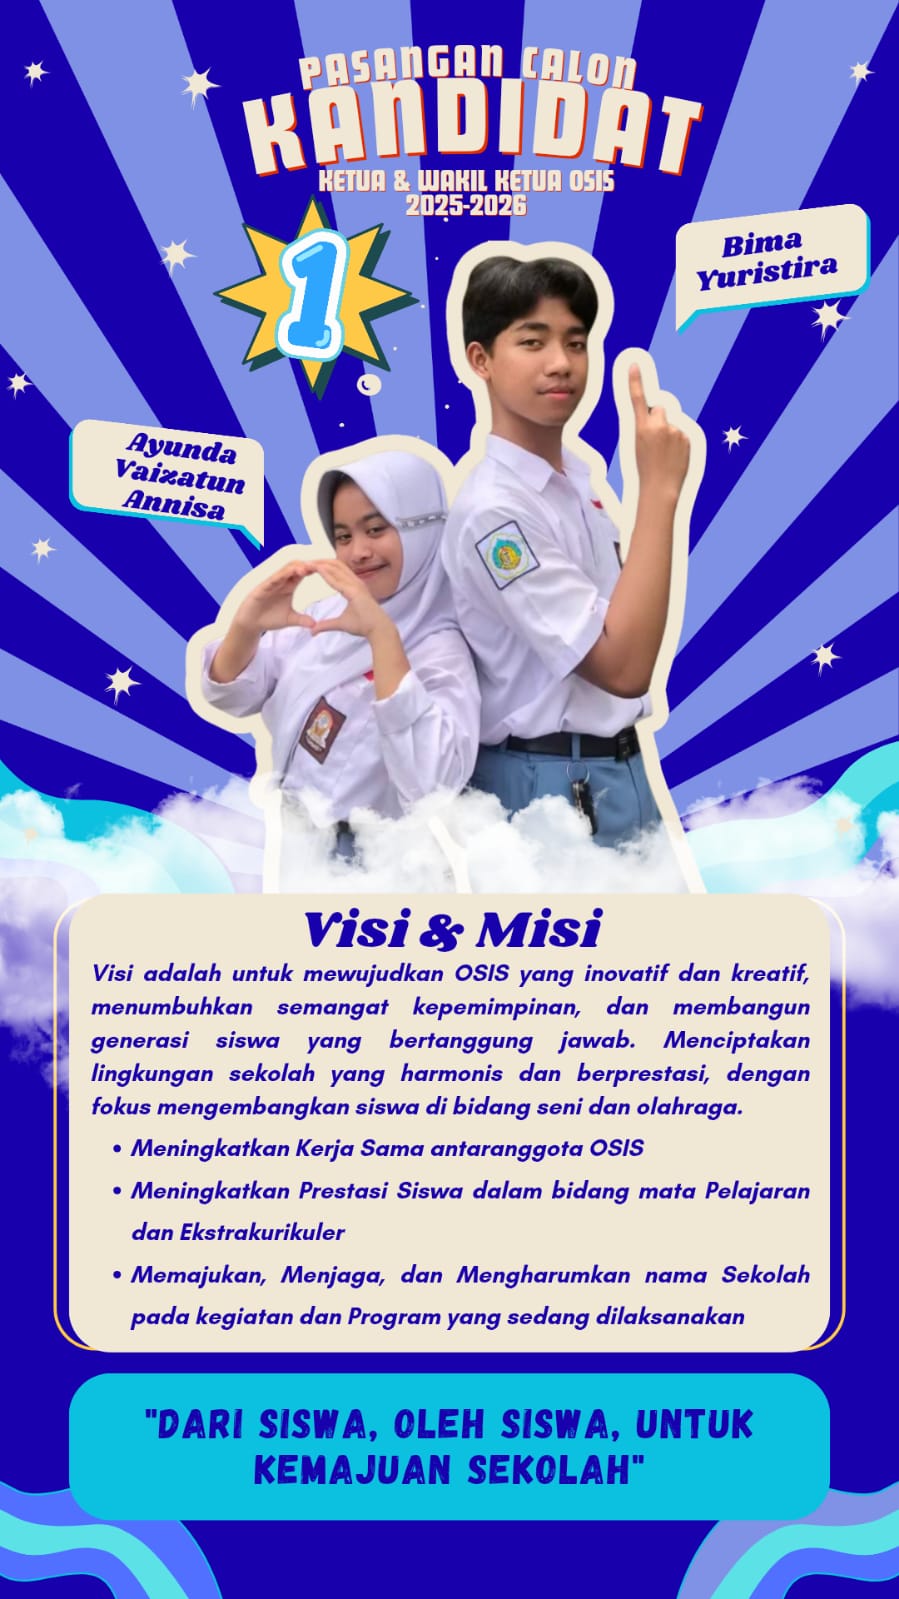 PASANGAN CALON
KANDIDAT
KETUA & WAKIL KETUA OSIS
2025-2026
1
Bima
Yuristira
Ayunda
Vaizatun
Annisa
Visi & Misi
Visi adalah untuk mewujudkan OSIS yang inovatif dan kreatif,
menumbuhkan semangat kepemimpinan, dan membangun
generasi siswa yang bertanggung jawab. Menciptakan
lingkungan sekolah yang harmonis dan berprestasi, dengan
fokus mengembangkan siswa di bidang seni dan olahraga.
• Meningkatkan Kerja Sama antaranggota OSIS
• Meningkatkan Prestasi Siswa dalam bidang mata Pelajaran
dan Ekstrakurikuler
• Memajukan, Menjaga, dan Mengharumkan nama Sekolah
pada kegiatan dan Program yang sedang dilaksanakan
"DARI SISWA, OLEH SISWA, UNTUK
KEMAJUAN SEKOLAH"